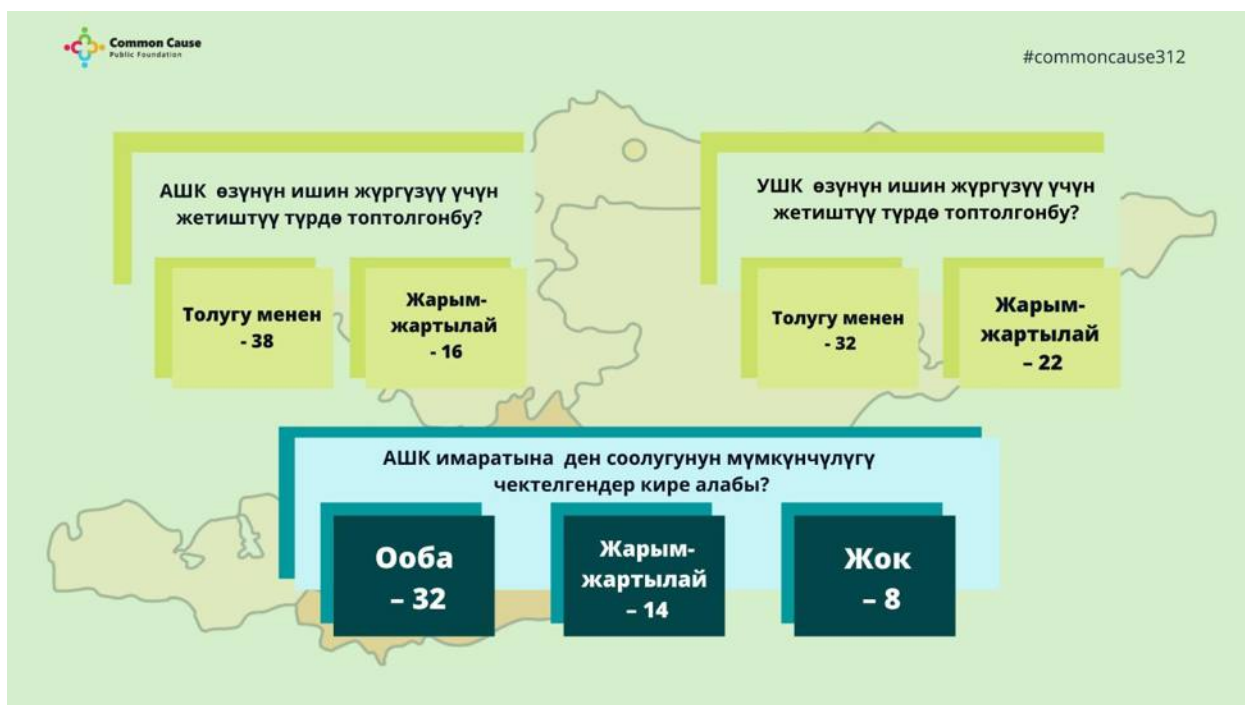 Common Cause
Public Foundation
#commoncause312
АШК өзүнүн ишин жүргүзүү үчүн
жетиштүү түрдө топтолгонбу?
Толугу менен
- 38
Жарым-
жартылай
- 16
УШК өзүнүн ишин жүргүзүү үчүн
жетиштүү түрдө топтолгонбу?
Толугу менен
- 32
Жарым-
жартылай
– 22
АШК имаратына ден соолугунун мүмкүнчүлүгү
чектелгендер кире алабы?
Ооба
– 32
Жарым-
жартылай
– 14
Жок
– 8